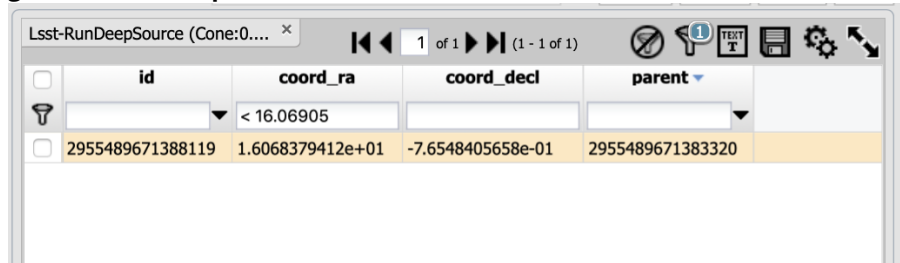 Lsst-RunDeepSource (Cone:0.... × 1 of 1 (1 - 1 of 1) 1 TEXT T
id coord_ra coord_decl parent
< 16.06905
2955489671388119 1.6068379412e+01 -7.6548405658e-01 2955489671383320